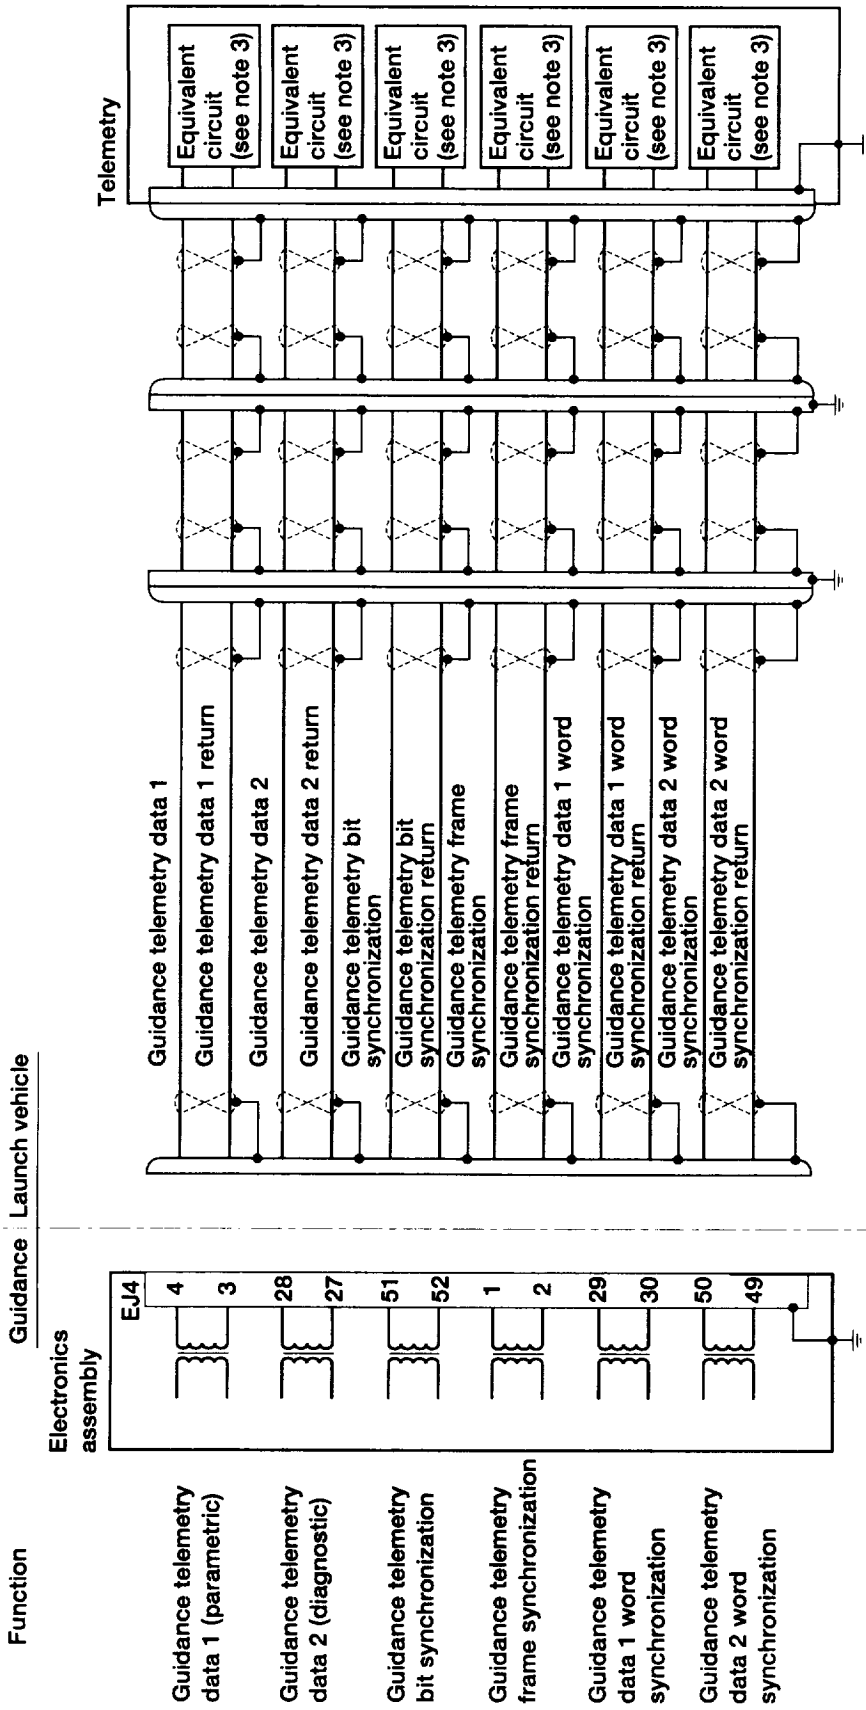 Function
Guidance
Launch vehicle
Electronics
assembly
Telemetry
EJ4
Guidance telemetry
data 1 (parametric)
4
3
Guidance telemetry data 1
Guidance telemetry data 1 return
Equivalent
circuit
(see note 3)
Guidance telemetry
data 2 (diagnostic)
28
27
Guidance telemetry data 2
Guidance telemetry data 2 return
Equivalent
circuit
(see note 3)
Guidance telemetry
bit synchronization
51
52
Guidance telemetry bit
synchronization
Guidance telemetry bit
synchronization return
Equivalent
circuit
(see note 3)
Guidance telemetry
frame synchronization
1
2
Guidance telemetry frame
synchronization
Guidance telemetry frame
synchronization return
Equivalent
circuit
(see note 3)
Guidance telemetry
data 1 word
synchronization
29
30
Guidance telemetry data 1 word
synchronization
Guidance telemetry data 1 word
synchronization return
Equivalent
circuit
(see note 3)
Guidance telemetry
data 2 word
synchronization
50
49
Guidance telemetry data 2 word
synchronization
Guidance telemetry data 2 word
synchronization return
Equivalent
circuit
(see note 3)